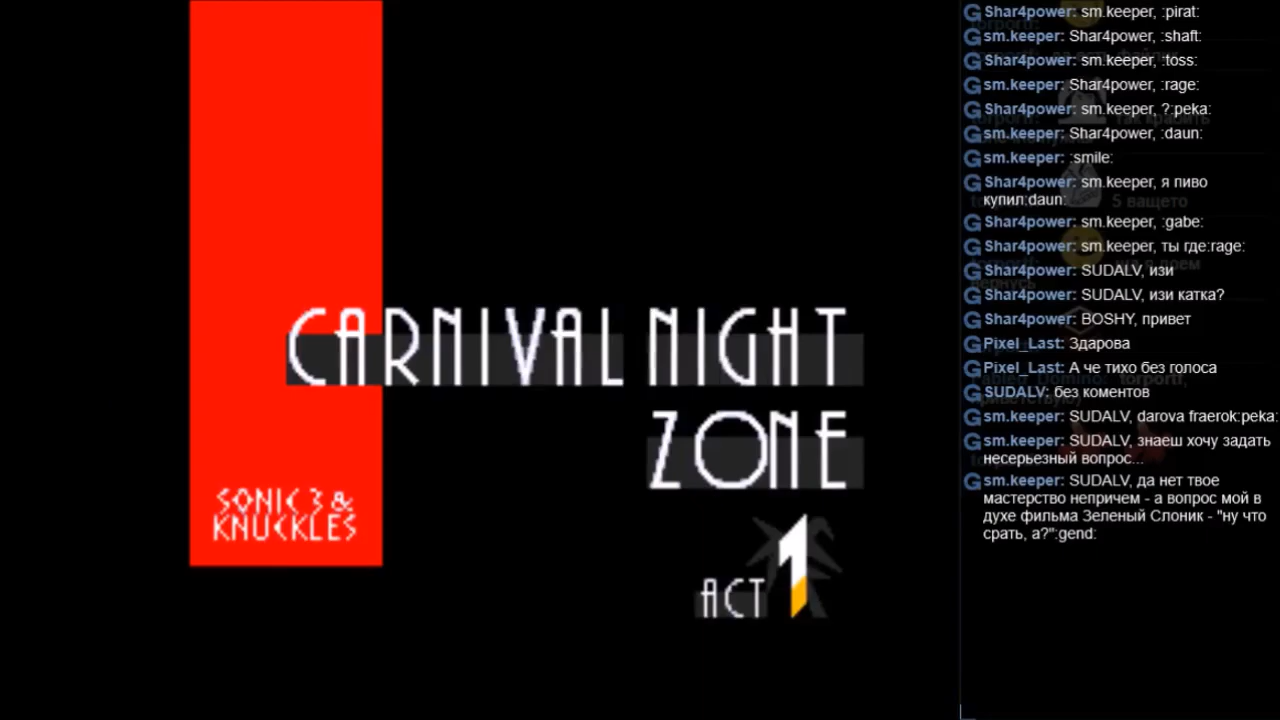 CARNIVAL NIGHT
ZONE
ACT 1
SONIC 3 &
KNUCKLES
Shar4power: sm.keeper, :pirat:
sm.keeper: Shar4power, :shaft:
Shar4power: sm.keeper, :toss:
sm.keeper: Shar4power, :rage:
Shar4power: sm.keeper, ?:peka:
sm.keeper: Shar4power, :daun:
sm.keeper: :smile:
Shar4power: sm.keeper, я пиво
купил:daun:
Shar4power: sm.keeper, :gabe:
Shar4power: sm.keeper, ты где:rage:
Shar4power: SUDALV, изи
Shar4power: SUDALV, изи катка?
Shar4power: BOSHY, привет
Pixel_Last: Здарова
Pixel_Last: А че тихо без голоса
SUDALV: без коментов
sm.keeper: SUDALV, darova fraerok:peka:
sm.keeper: SUDALV, знаеш хочу задать
несерьезный вопрос...
sm.keeper: SUDALV, да нет твое
мастерство непричем - а вопрос мой в
духе фильма Зеленый Слоник - "ну что
срать, а?":gend: